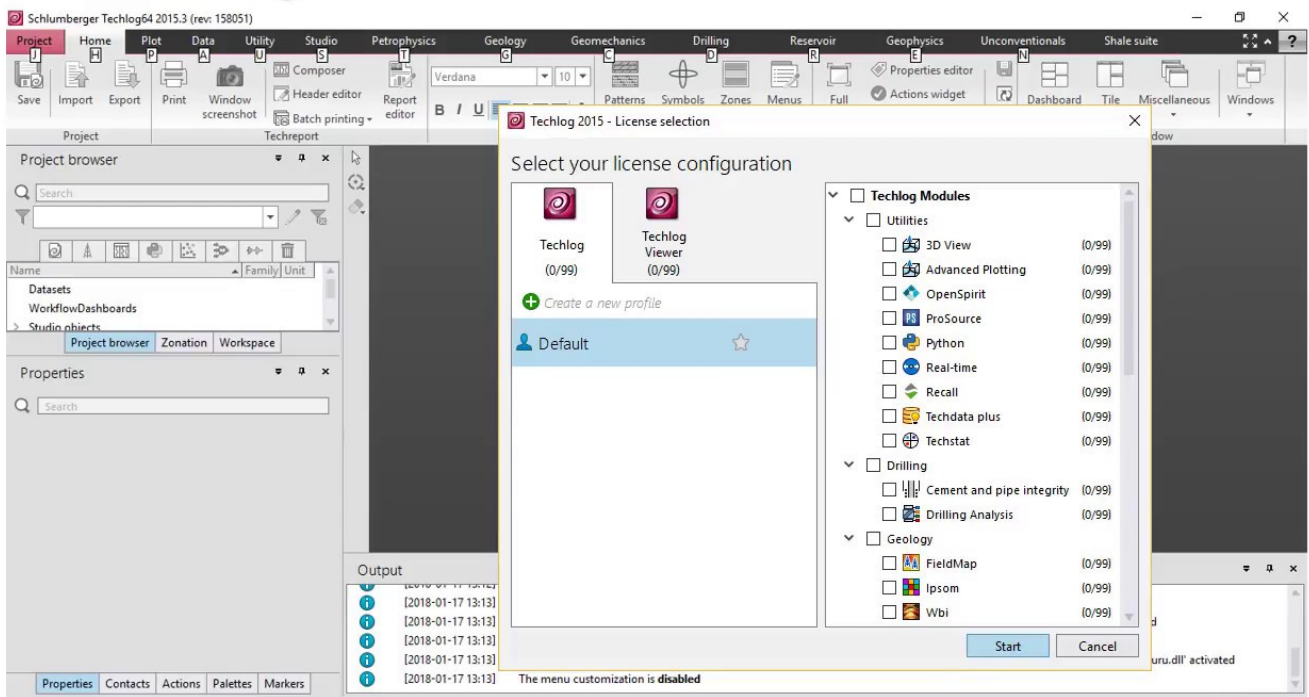 Schlumberger Techlog64 2015.3 (rev: 158051)
Project Home Plot Data Utility Studio Petrophysics Geology Geomechanics Drilling Reservoir Geophysics Unconventionals Shale suite ?
J H P A U S T G C D R E N
Composer
Header editor
Batch printing
Verdana 10
B I U
Properties editor
Actions widget
Save Import Export Print Window screenshot Report editor Patterns Symbols Zones Menus Full Dashboard Tile Miscellaneous Windows
Project Techreport
Project browser
Search
Name Family Unit
Datasets
WorkflowDashboards
Studio objects
Project browser Zonation Workspace
Properties
Search
Properties Contacts Actions Palettes Markers
Techlog 2015 - License selection
Select your license configuration
Techlog
(0/99)
Techlog
Viewer
(0/99)
Create a new profile
Default
Techlog Modules
Utilities
3D View (0/99)
Advanced Plotting (0/99)
OpenSpirit (0/99)
PS ProSource (0/99)
Python (0/99)
Real-time (0/99)
Recall (0/99)
Techdata plus (0/99)
Techstat (0/99)
Drilling
Cement and pipe integrity (0/99)
Drilling Analysis (0/99)
Geology
FieldMap (0/99)
Ipsom (0/99)
Wbi (0/99)
Start Cancel
Output
[2018-01-17 13:13]
[2018-01-17 13:13]
[2018-01-17 13:13]
[2018-01-17 13:13] uru.dll' activated
[2018-01-17 13:13] The menu customization is disabled